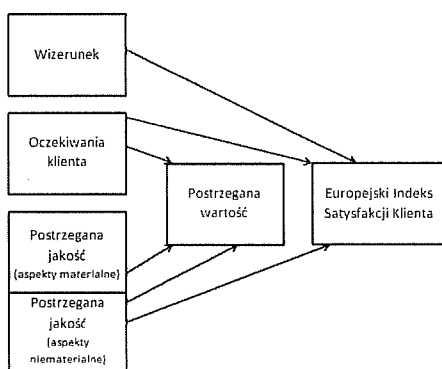 Wizerunek
Oczekiwania
klienta
Postrzegana
wartość
Europejski Indeks
Satysfakcji Klienta
Postrzegana
jakość
(aspekty materialne)
Postrzegana
jakość
(aspekty
niematerialne)